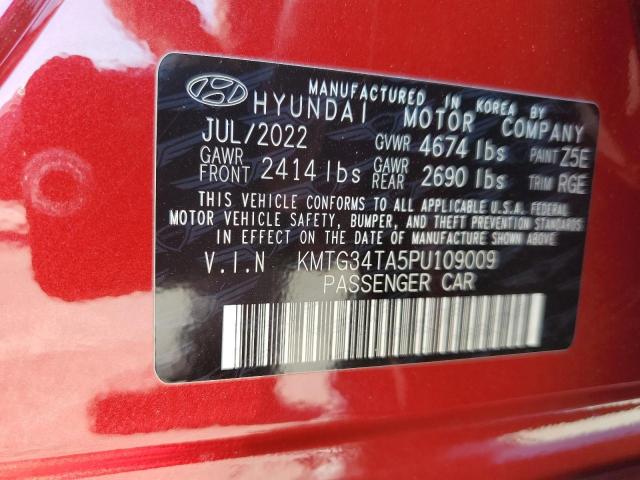 MANUFACTURED IN KOREA BY
HYUNDAI MOTOR COMPANY
JUL/2022 GVWR 4674 lbs PAINT Z5E
GAWR FRONT 2414 lbs GAWR REAR 2690 lbs TRIM RGE
THIS VEHICLE CONFORMS TO ALL APPLICABLE U.S.A. FEDERAL
MOTOR VEHICLE SAFETY, BUMPER, AND THEFT PREVENTION STANDARDS
IN EFFECT ON THE DATE OF MANUFACTURE SHOWN ABOVE.
V.I.N KMTG34TA5PU109009
PASSENGER CAR